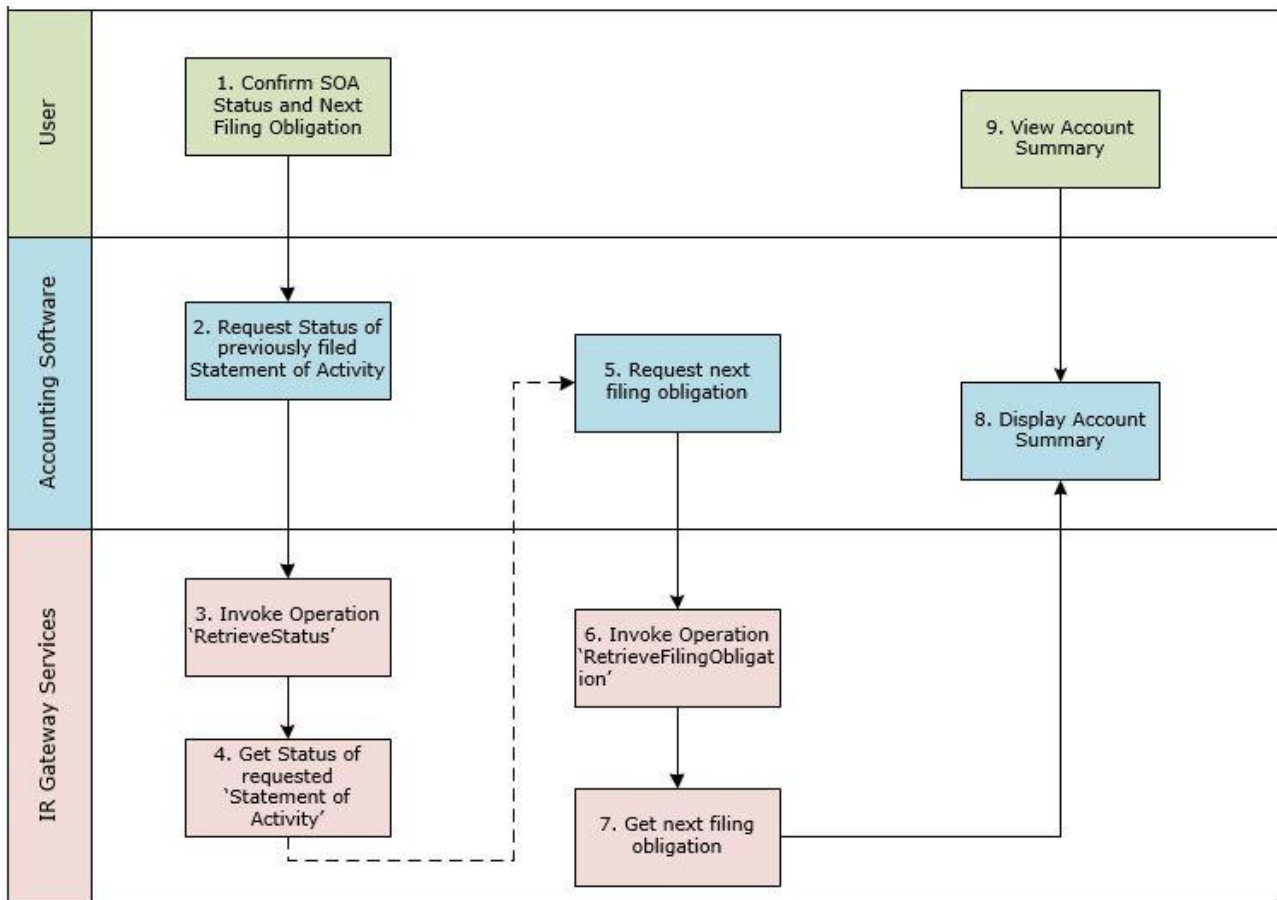 User
1. Confirm SOA
Status and Next
Filing Obligation
9. View Account
Summary
Accounting Software
2. Request Status of
previously filed
Statement of Activity
5. Request next
filing obligation
8. Display Account
Summary
IR Gateway Services
3. Invoke Operation
‘RetrieveStatus’
4. Get Status of
requested
‘Statement of
Activity’
6. Invoke Operation
‘RetrieveFilingObligat
ion’
7. Get next filing
obligation